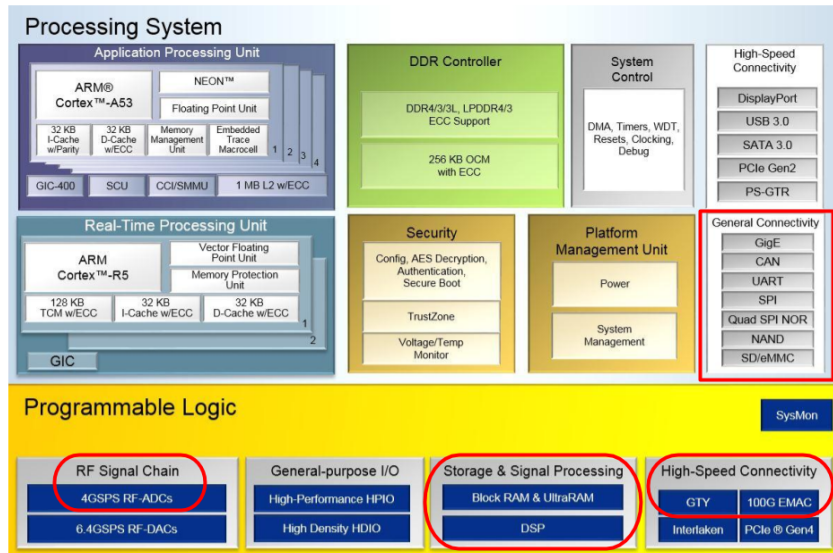 Processing System
Application Processing Unit
ARM®
Cortex™-A53
NEON™
Floating Point Unit
32 KB
I-Cache
w/Parity
32 KB
D-Cache
w/ECC
Memory
Management
Unit
Embedded
Trace
Macrocell
1
2
3
4
GIC-400
SCU
CCI/SMMU
1 MB L2 w/ECC
DDR Controller
DDR4/3/3L, LPDDR4/3
ECC Support
256 KB OCM
with ECC
System
Control
DMA, Timers, WDT,
Resets, Clocking,
Debug
High-Speed
Connectivity
DisplayPort
USB 3.0
SATA 3.0
PCIe Gen2
PS-GTR
Real-Time Processing Unit
ARM
Cortex™-R5
Vector Floating
Point Unit
Memory Protection
Unit
128 KB
TCM w/ECC
32 KB
I-Cache w/ECC
32 KB
D-Cache w/ECC
1
2
GIC
Security
Config, AES Decryption,
Authentication,
Secure Boot
TrustZone
Voltage/Temp
Monitor
Platform
Management Unit
Power
System
Management
General Connectivity
GigE
CAN
UART
SPI
Quad SPI NOR
NAND
SD/eMMC
Programmable Logic
SysMon
RF Signal Chain
4GSPS RF-ADCs
6.4GSPS RF-DACs
General-purpose I/O
High-Performance HPIO
High Density HDIO
Storage & Signal Processing
Block RAM & UltraRAM
DSP
High-Speed Connectivity
GTY
100G EMAC
Interlaken
PCIe ® Gen4